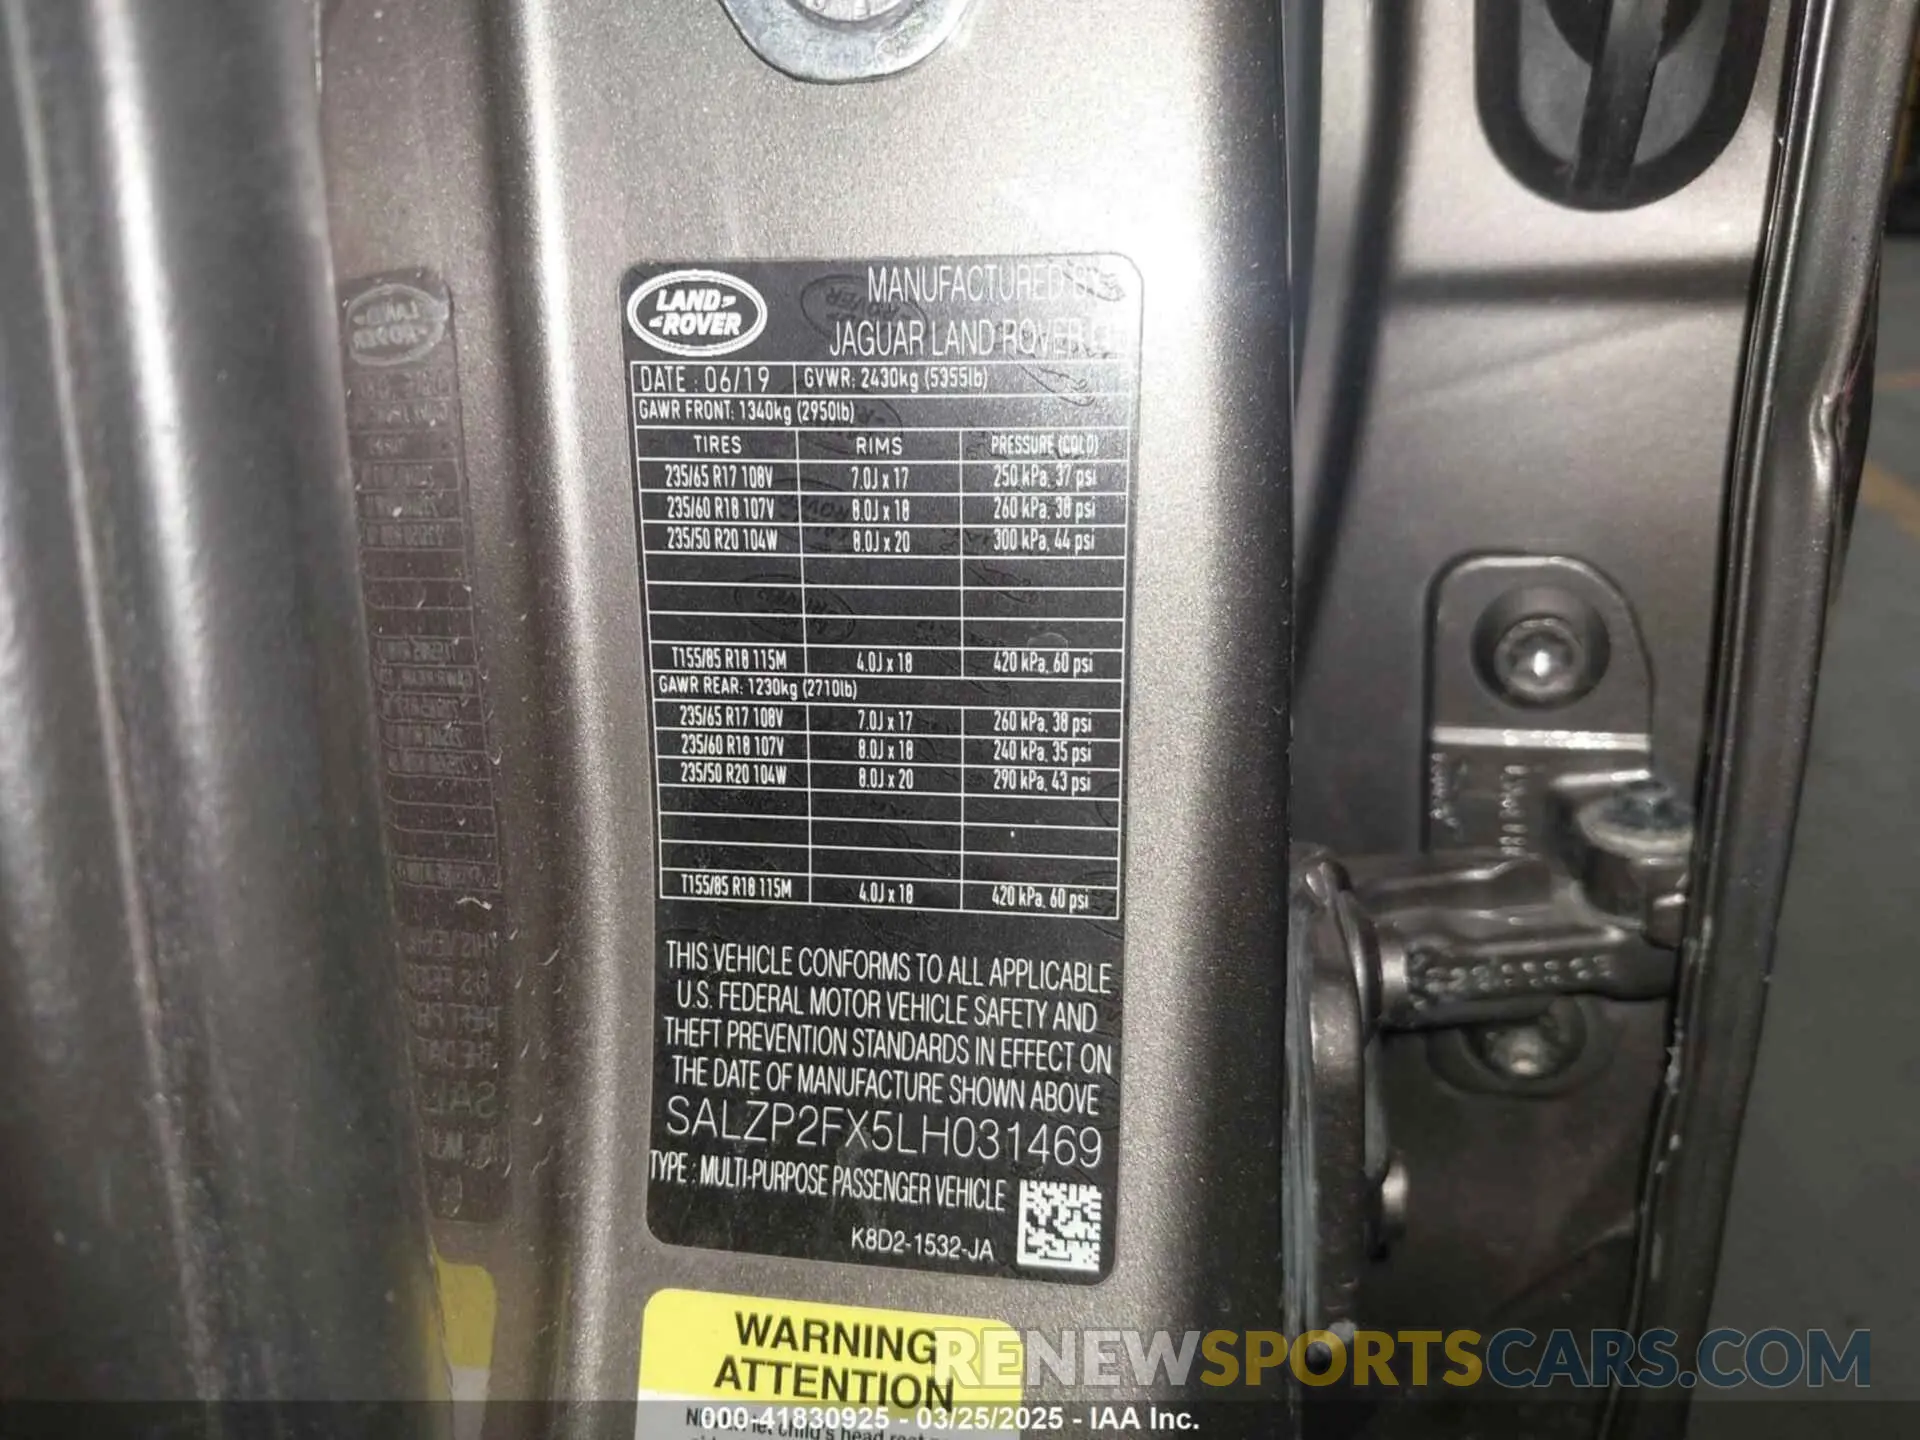 LAND
ROVER
MANUFACTURED BY
JAGUAR LAND ROVER
DATE : 06/19 GVWR: 2430kg (5355lb)
GAWR FRONT: 1340kg (2950lb)
TIRES RIMS PRESSURE (COLD)
235/65 R17 108V 7.0J x 17 250 kPa, 37 psi
235/60 R18 107V 8.0J x 18 260 kPa, 38 psi
235/50 R20 104W 8.0J x 20 300 kPa, 44 psi
T155/85 R18 115M 4.0J x 18 420 kPa, 60 psi
GAWR REAR: 1230kg (2710lb)
235/65 R17 108V 7.0J x 17 260 kPa, 38 psi
235/60 R18 107V 8.0J x 18 240 kPa, 35 psi
235/50 R20 104W 8.0J x 20 290 kPa, 43 psi
T155/85 R18 115M 4.0J x 18 420 kPa, 60 psi
THIS VEHICLE CONFORMS TO ALL APPLICABLE
U.S. FEDERAL MOTOR VEHICLE SAFETY AND
THEFT PREVENTION STANDARDS IN EFFECT ON
THE DATE OF MANUFACTURE SHOWN ABOVE
SALZP2FX5LH031469
TYPE : MULTI-PURPOSE PASSENGER VEHICLE
K8D2-1532-JA
WARNING
ATTENTION
RENEWSPORTSCARS.COM
000-41830925 - 03/25/2025 - IAA Inc.
let child's head rest